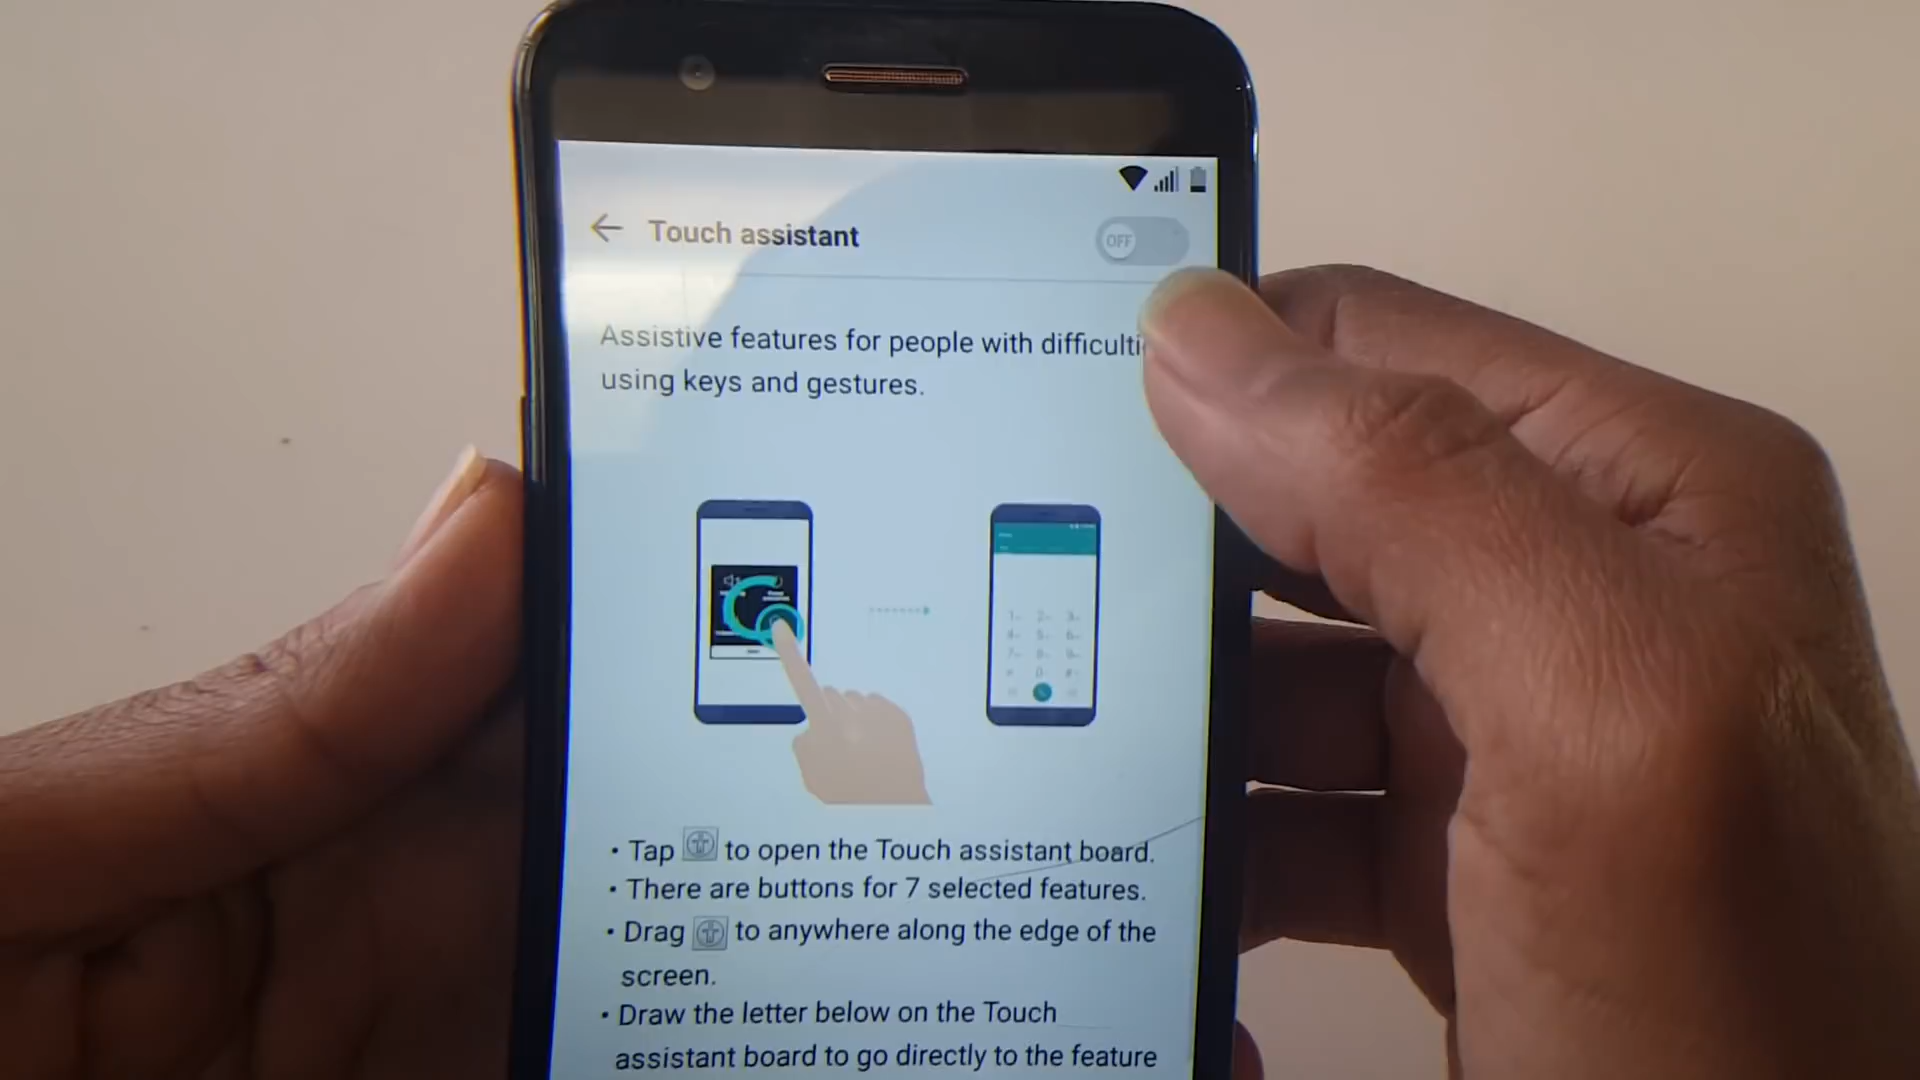 Touch assistant
OFF
Assistive features for people with
using keys and gestures.
• Tap to open the Touch assistant board.
• There are buttons for 7 selected features.
• Drag to anywhere along the edge of the
screen.
• Draw the letter below on the Touch
assistant board to go directly to the feature